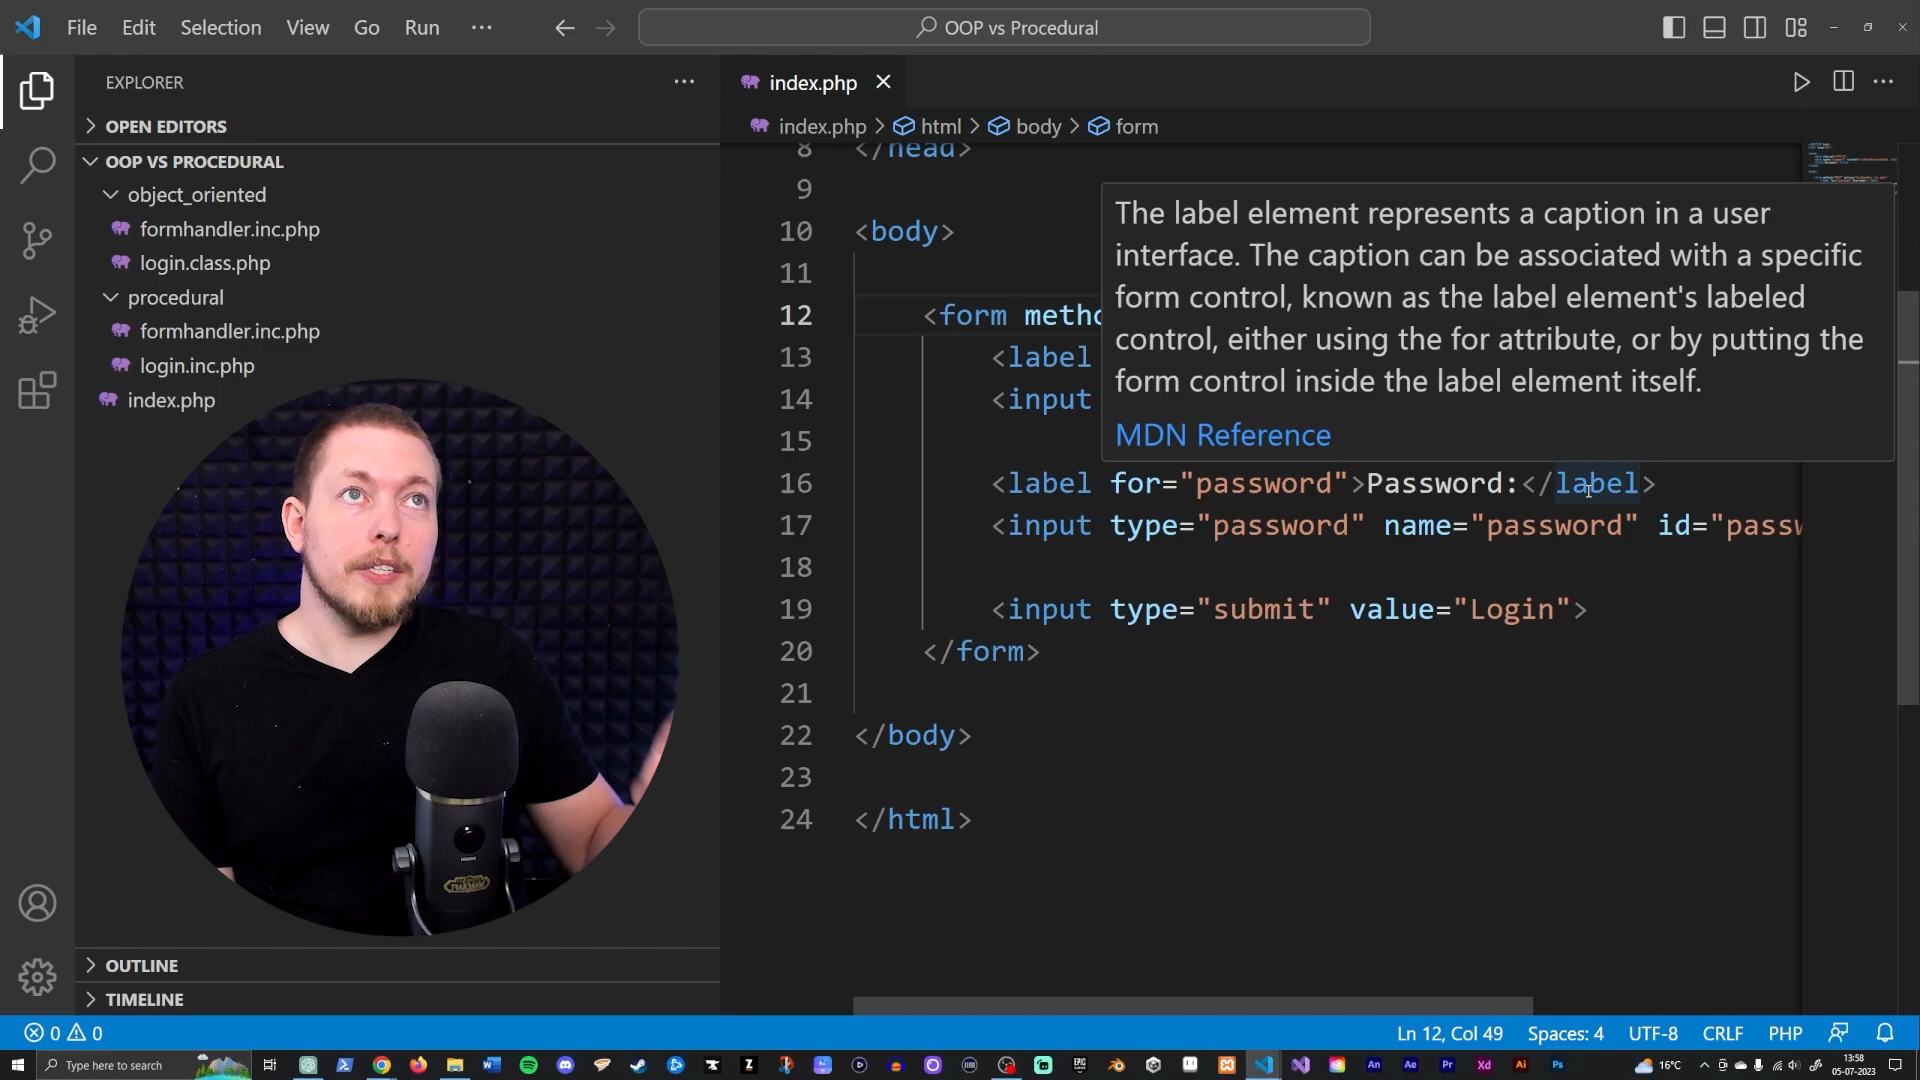 File Edit Selection View Go Run ···
OOP vs Procedural
EXPLORER
OPEN EDITORS
OOP VS PROCEDURAL
object_oriented
formhandler.inc.php
login.class.php
procedural
formhandler.inc.php
login.inc.php
index.php
OUTLINE
TIMELINE
index.php
index.php > html > body > form
8 </head>
9
10 <body>
11
12 <form metho
13 <label
14 <input
15
16 <label for="password">Password:</label>
17 <input type="password" name="password" id="passw
18
19 <input type="submit" value="Login">
20 </form>
21
22 </body>
23
24 </html>
The label element represents a caption in a user
interface. The caption can be associated with a specific
form control, known as the label element's labeled
control, either using the for attribute, or by putting the
form control inside the label element itself.
MDN Reference
0 0
Ln 12, Col 49 Spaces: 4 UTF-8 CRLF PHP
Type here to search
16°C
13:58
05-07-2023